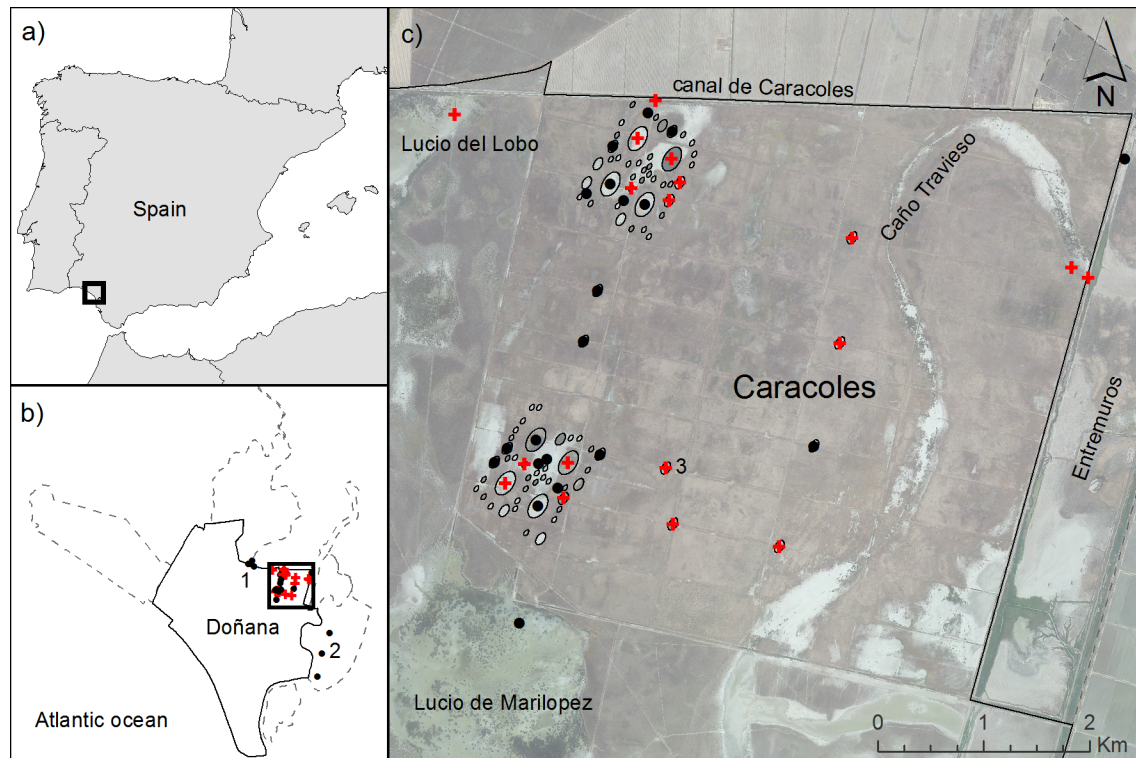 a)
Spain
b)
1
Doñana
2
Atlantic ocean
c)
canal de Caracoles
N
Lucio del Lobo
Caño Travieso
Caracoles
Entremuros
3
Lucio de Marilopez
0 1 2
Km